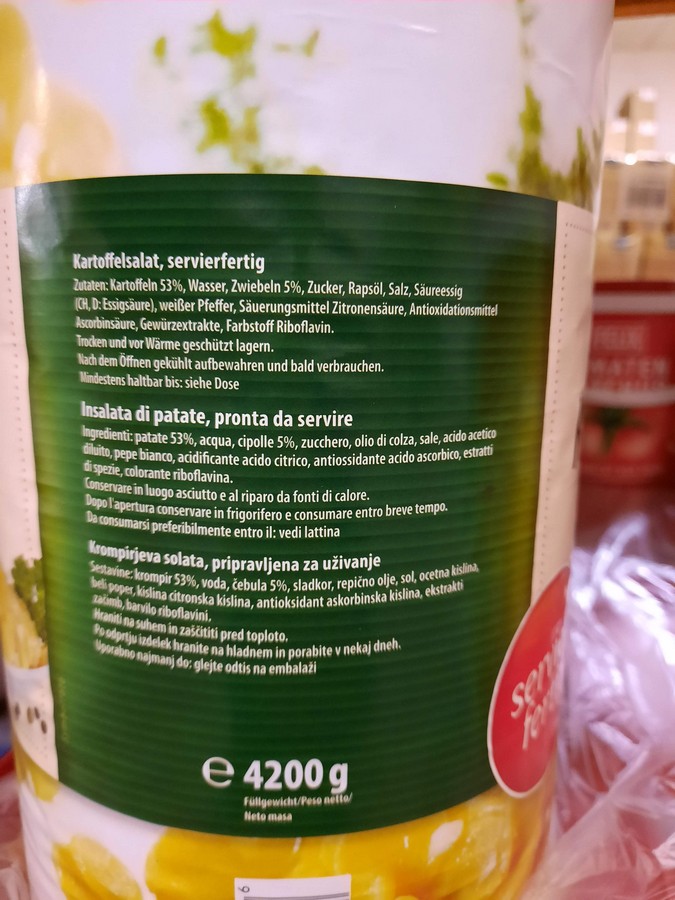 Kartoffelsalat, servierfertig
Zutaten: Kartoffeln 53%, Wasser, Zwiebeln 5%, Zucker, Rapsöl, Salz, Säureessig
(CH, D: Essigsäure), weißer Pfeffer, Säuerungsmittel Zitronensäure, Antioxidationsmittel
Ascorbinsäure, Gewürzextrakte, Farbstoff Riboflavin.
Trocken und vor Wärme geschützt lagern.
Nach dem Öffnen gekühlt aufbewahren und bald verbrauchen.
Mindestens haltbar bis: siehe Dose
Insalata di patate, pronta da servire
Ingredienti: patate 53%, acqua, cipolle 5%, zucchero, olio di colza, sale, acido acetico
diluito, pepe bianco, acidificante acido citrico, antiossidante acido ascorbico, estratti
di spezie, colorante riboflavina.
Conservare in luogo asciutto e al riparo da fonti di calore.
Dopo l'apertura conservare in frigorifero e consumare entro breve tempo.
Da consumarsi preferibilmente entro il: vedi lattina
Krompirjeva solata, pripravljena za uživanje
Sestavine: krompir 53%, voda, čebula 5%, sladkor, repično olje, sol, ocetna kislina,
beli poper, kislina citronska kislina, antioksidant askorbinska kislina, ekstrakti
začimb, barvilo riboflavini.
Hraniti na suhem in zaščititi pred toploto.
Po odprtju izdelek hranite na hladnem in porabite v nekaj dneh.
Uporabno najmanj do: glejte odtis na embalaži
e 4200 g
Füllgewicht/Peso netto/
Neto masa